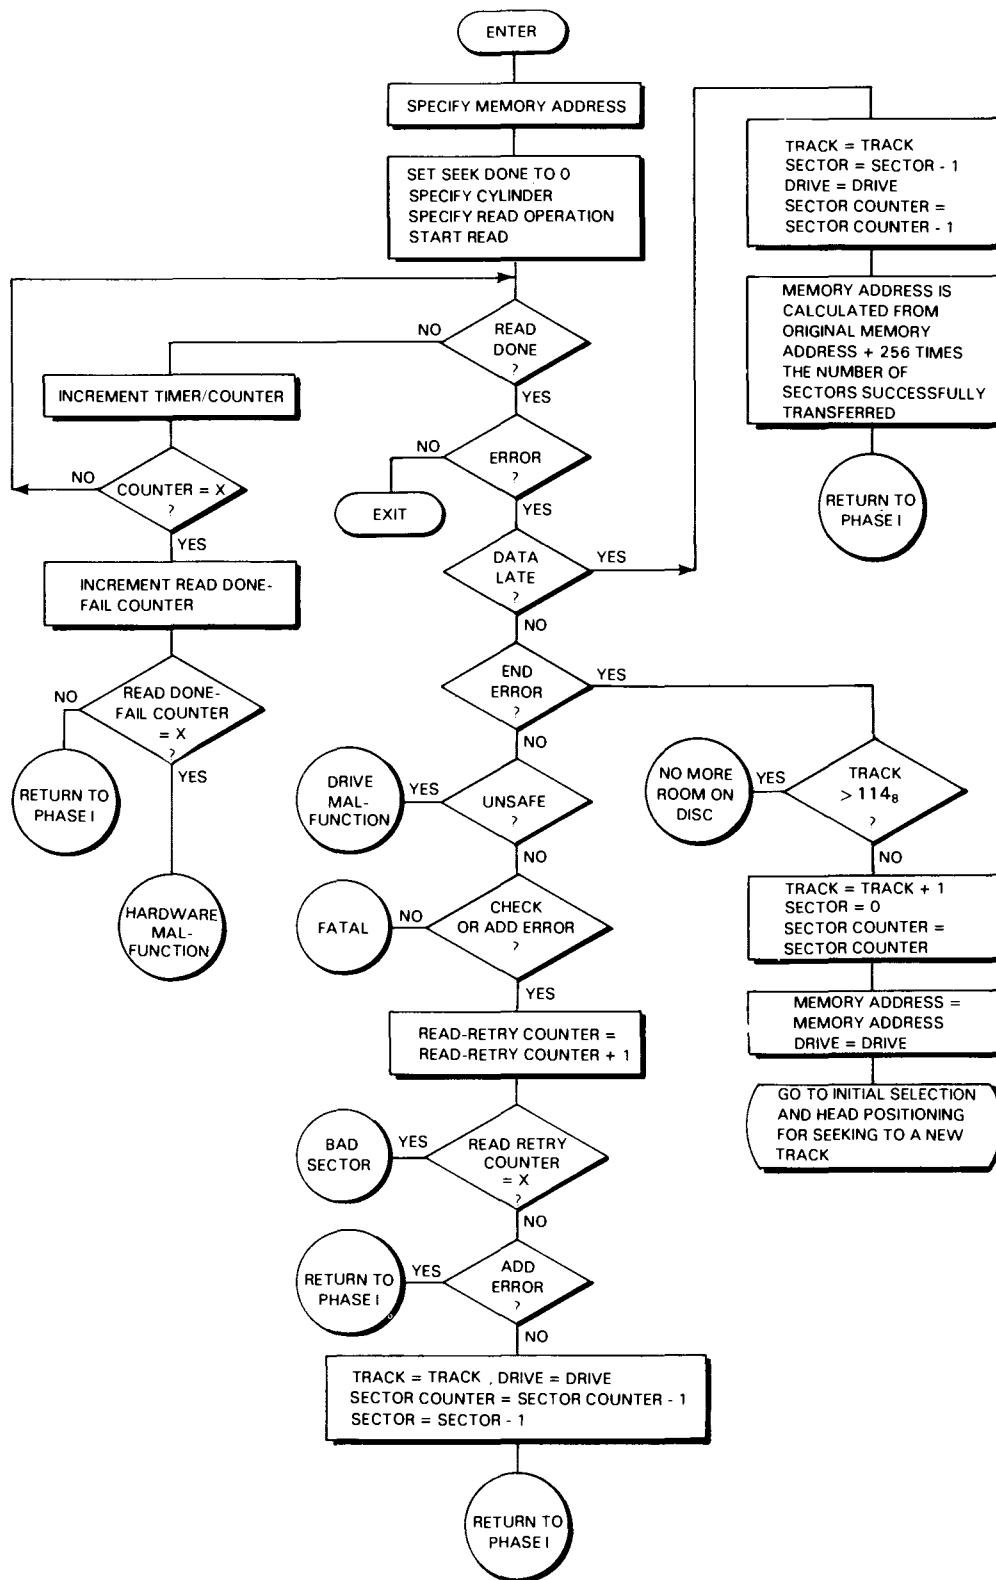 ENTER
SPECIFY MEMORY ADDRESS
SET SEEK DONE TO 0
SPECIFY CYLINDER
SPECIFY READ OPERATION
START READ
READ
DONE
?
NO
YES
INCREMENT TIMER/COUNTER
COUNTER = X
?
NO
YES
INCREMENT READ DONE-
FAIL COUNTER
READ DONE-
FAIL COUNTER
= X
?
NO
YES
RETURN TO
PHASE I
HARDWARE
MAL-
FUNCTION
ERROR
?
NO
YES
EXIT
DATA
LATE
?
YES
NO
TRACK = TRACK
SECTOR = SECTOR - 1
DRIVE = DRIVE
SECTOR COUNTER =
SECTOR COUNTER - 1
MEMORY ADDRESS IS
CALCULATED FROM
ORIGINAL MEMORY
ADDRESS + 256 TIMES
THE NUMBER OF
SECTORS SUCCESSFULLY
TRANSFERRED
RETURN TO
PHASE I
END
ERROR
?
YES
NO
TRACK
> 114₈
?
YES
NO
NO MORE
ROOM ON
DISC
TRACK = TRACK + 1
SECTOR = 0
SECTOR COUNTER =
SECTOR COUNTER
MEMORY ADDRESS =
MEMORY ADDRESS
DRIVE = DRIVE
GO TO INITIAL SELECTION
AND HEAD POSITIONING
FOR SEEKING TO A NEW
TRACK
UNSAFE
?
YES
NO
DRIVE
MAL-
FUNCTION
CHECK
OR ADD ERROR
?
NO
YES
FATAL
READ-RETRY COUNTER =
READ-RETRY COUNTER + 1
READ RETRY
COUNTER
= X
?
YES
NO
BAD
SECTOR
ADD
ERROR
?
YES
NO
RETURN TO
PHASE I
TRACK = TRACK , DRIVE = DRIVE
SECTOR COUNTER = SECTOR COUNTER - 1
SECTOR = SECTOR - 1
RETURN TO
PHASE I